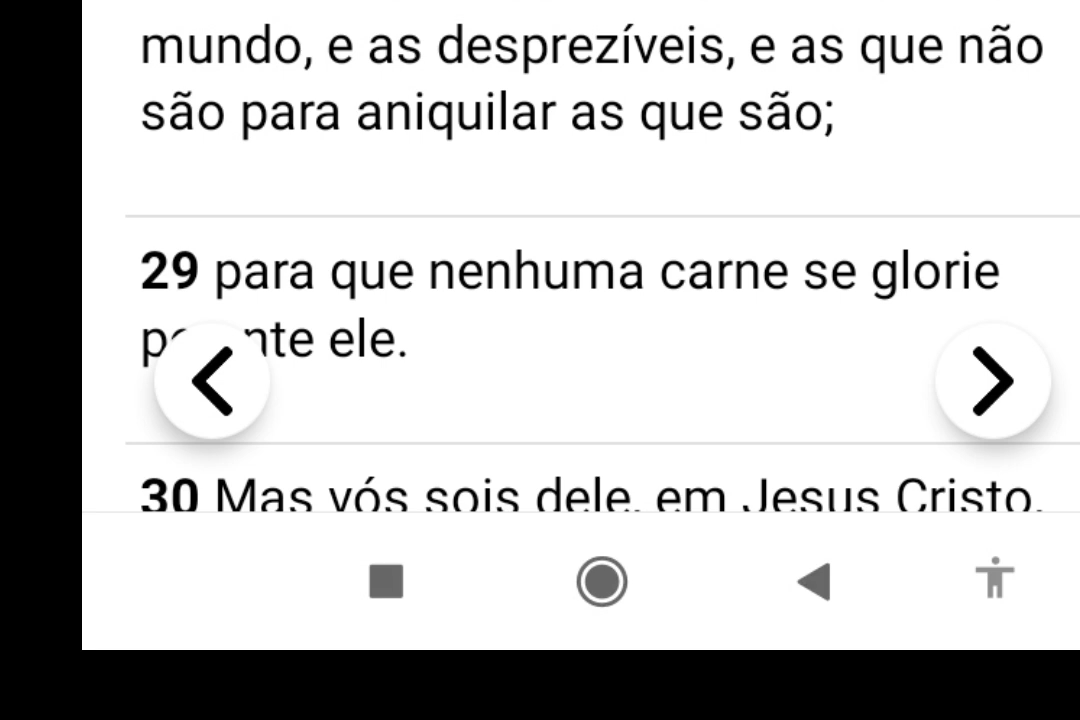 mundo, e as desprezíveis, e as que não
são para aniquilar as que são;
29 para que nenhuma carne se glorie
ele.
30 Mas vós sois dele, em Jesus Cristo,